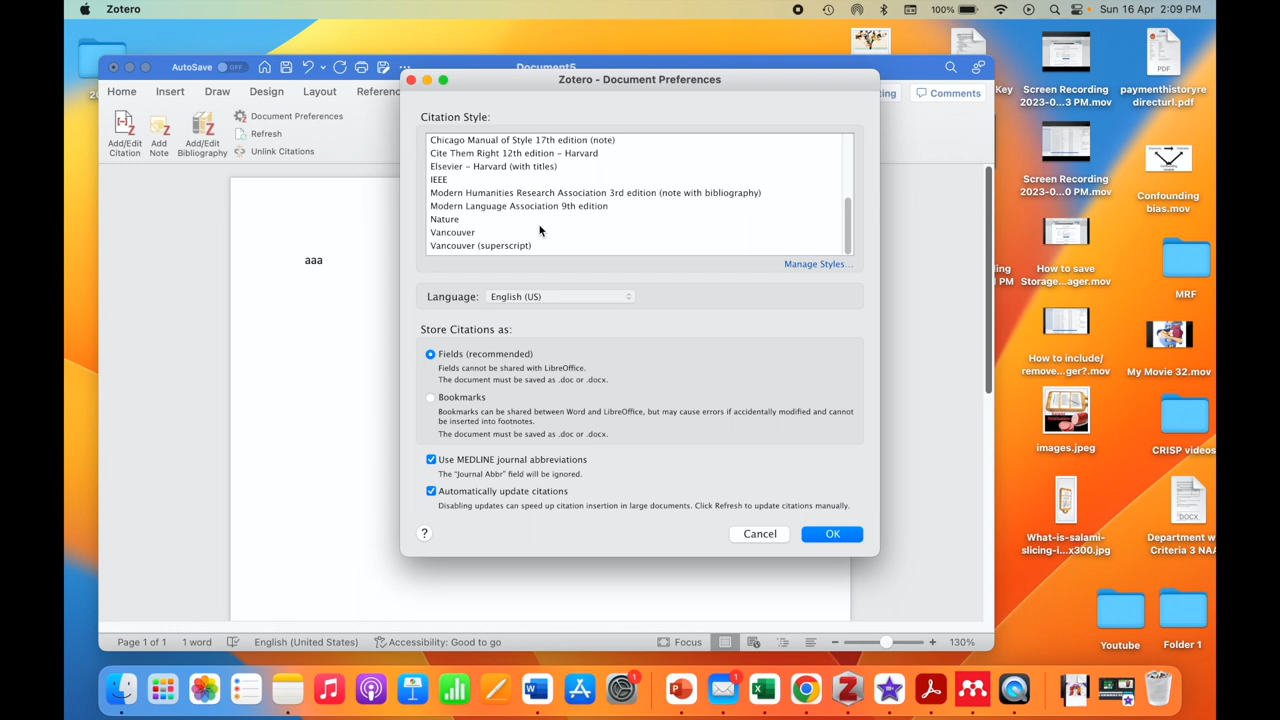 Zotero
100%
Sun 16 Apr 2:09 PM
AutoSave OFF
Document5
Zotero - Document Preferences
Home
Insert
Draw
Design
Layout
Comments
Add/Edit Citation
Add Note
Add/Edit Bibliography
Document Preferences
Refresh
Unlink Citations
aaa
Citation Style:
Chicago Manual of Style 17th edition (note)
Cite Them Right 12th edition - Harvard
Elsevier - Harvard (with titles)
IEEE
Modern Humanities Research Association 3rd edition (note with bibliography)
Modern Language Association 9th edition
Nature
Vancouver
Vancouver (superscript)
Manage Styles...
Language: English (US)
Store Citations as:
Fields (recommended)
Fields cannot be shared with LibreOffice.
The document must be saved as .doc or .docx.
Bookmarks
Bookmarks can be shared between Word and LibreOffice, but may cause errors if accidentally modified and cannot
be inserted into footnotes.
The document must be saved as .doc or .docx.
Use MEDLINE journal abbreviations
The "Journal Abbr" field will be ignored.
Automatically update citations
Disabling updates can speed up citation insertion in large documents. Click Refresh to update citations manually.
?
Cancel
OK
Page 1 of 1
1 word
English (United States)
Accessibility: Good to go
Focus
130%
Screen Recording
2023-0...3 PM.mov
PDF
paymenthistoryre
directurl.pdf
Screen Recording
2023-0...0 PM.mov
Confounding
bias.mov
How to save
Storage...ager.mov
MRF
How to include/
remove...ger?.mov
My Movie 32.mov
images.jpeg
CRISP videos
DOCX
What-is-salami-
slicing-i...x300.jpg
Department w
Criteria 3 NAA
Youtube
Folder 1